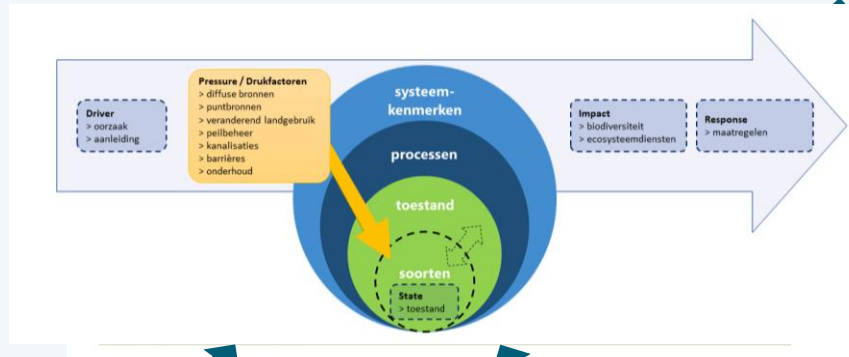 Driver
> oorzaak
> aanleiding
Pressure / Drukfactoren
> diffuse bronnen
> puntbronnen
> veranderend landgebruik
> peilbeheer
> kanalisaties
> barrières
> onderhoud
systeem-
kenmerken
processen
toestand
soorten
State
> toestand
Impact
> biodiversiteit
> ecosysteemdiensten
Response
> maatregelen